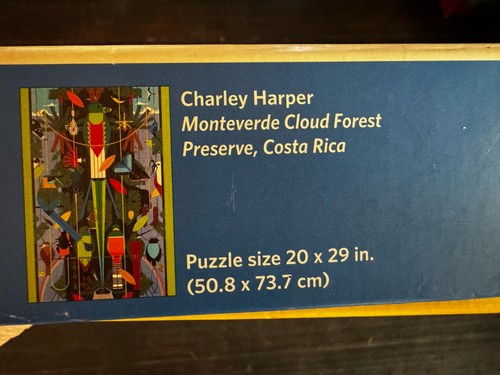 Charley Harper
Monteverde Cloud Forest
Preserve, Costa Rica
Puzzle size 20 x 29 in.
(50.8 x 73.7 cm)